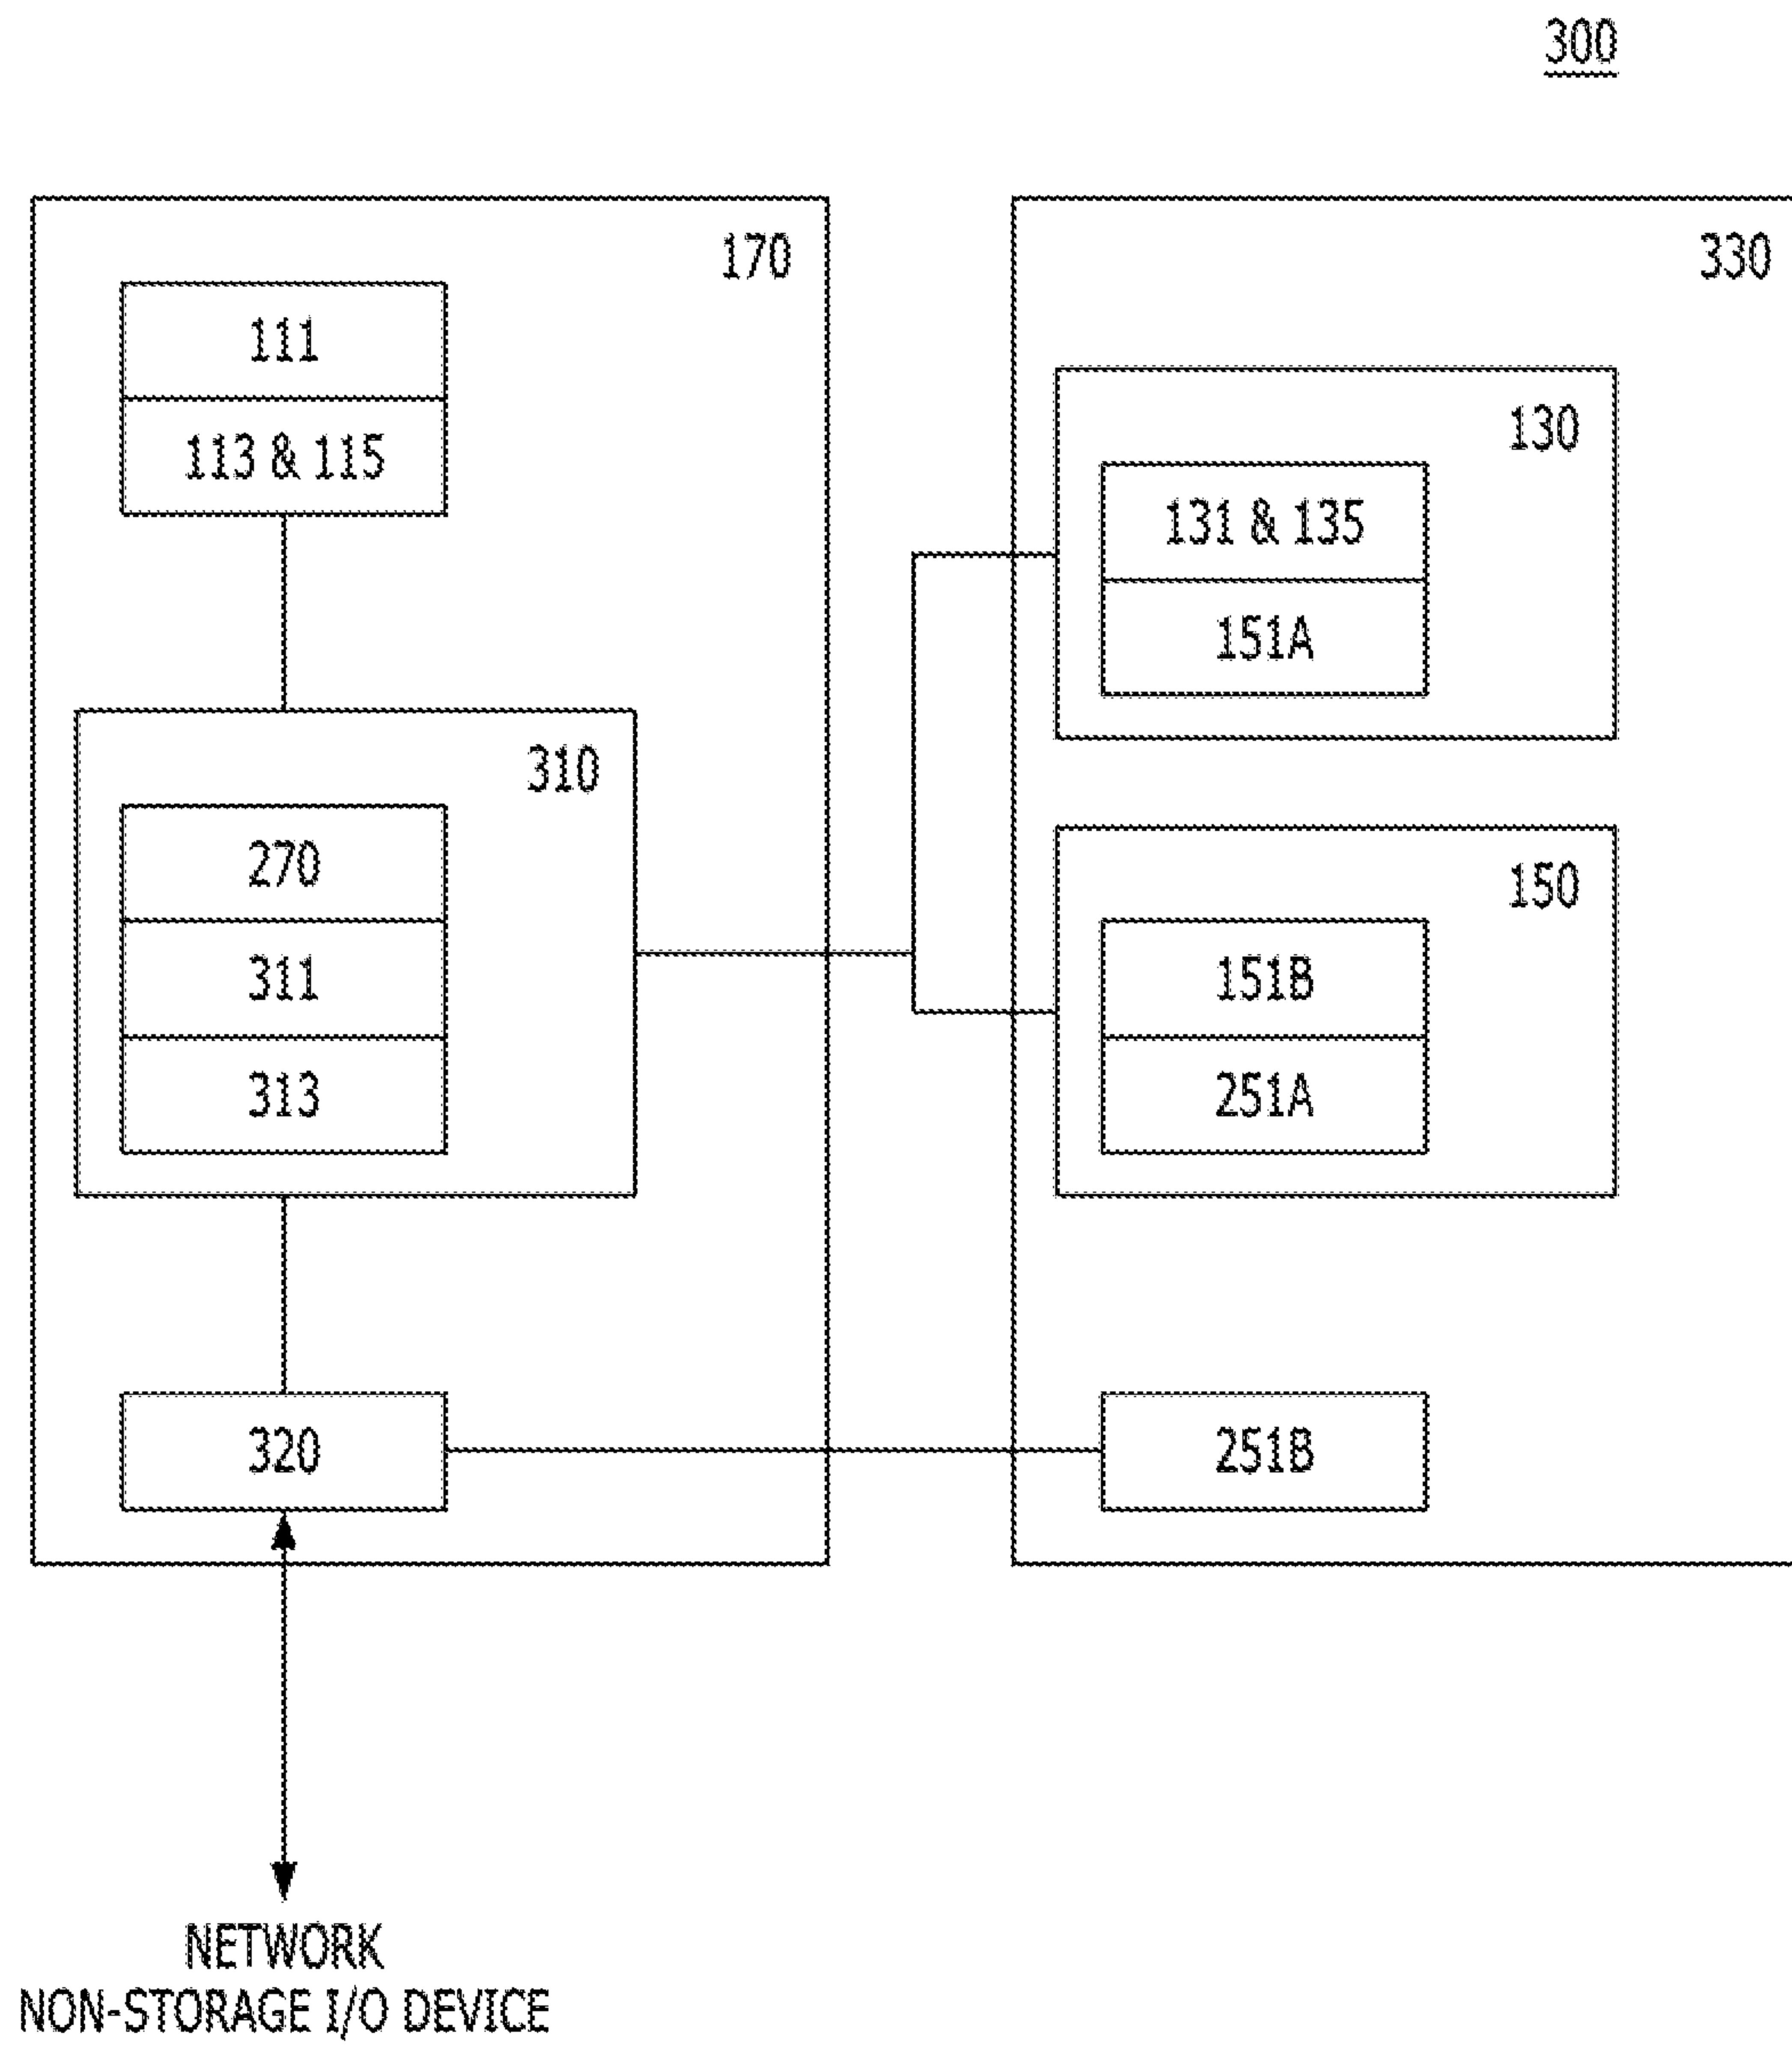 300
170
111
113 & 115
310
270
311
313
320
330
130
131 & 135
151A
150
151B
251A
251B
NETWORK
NON-STORAGE I/O DEVICE